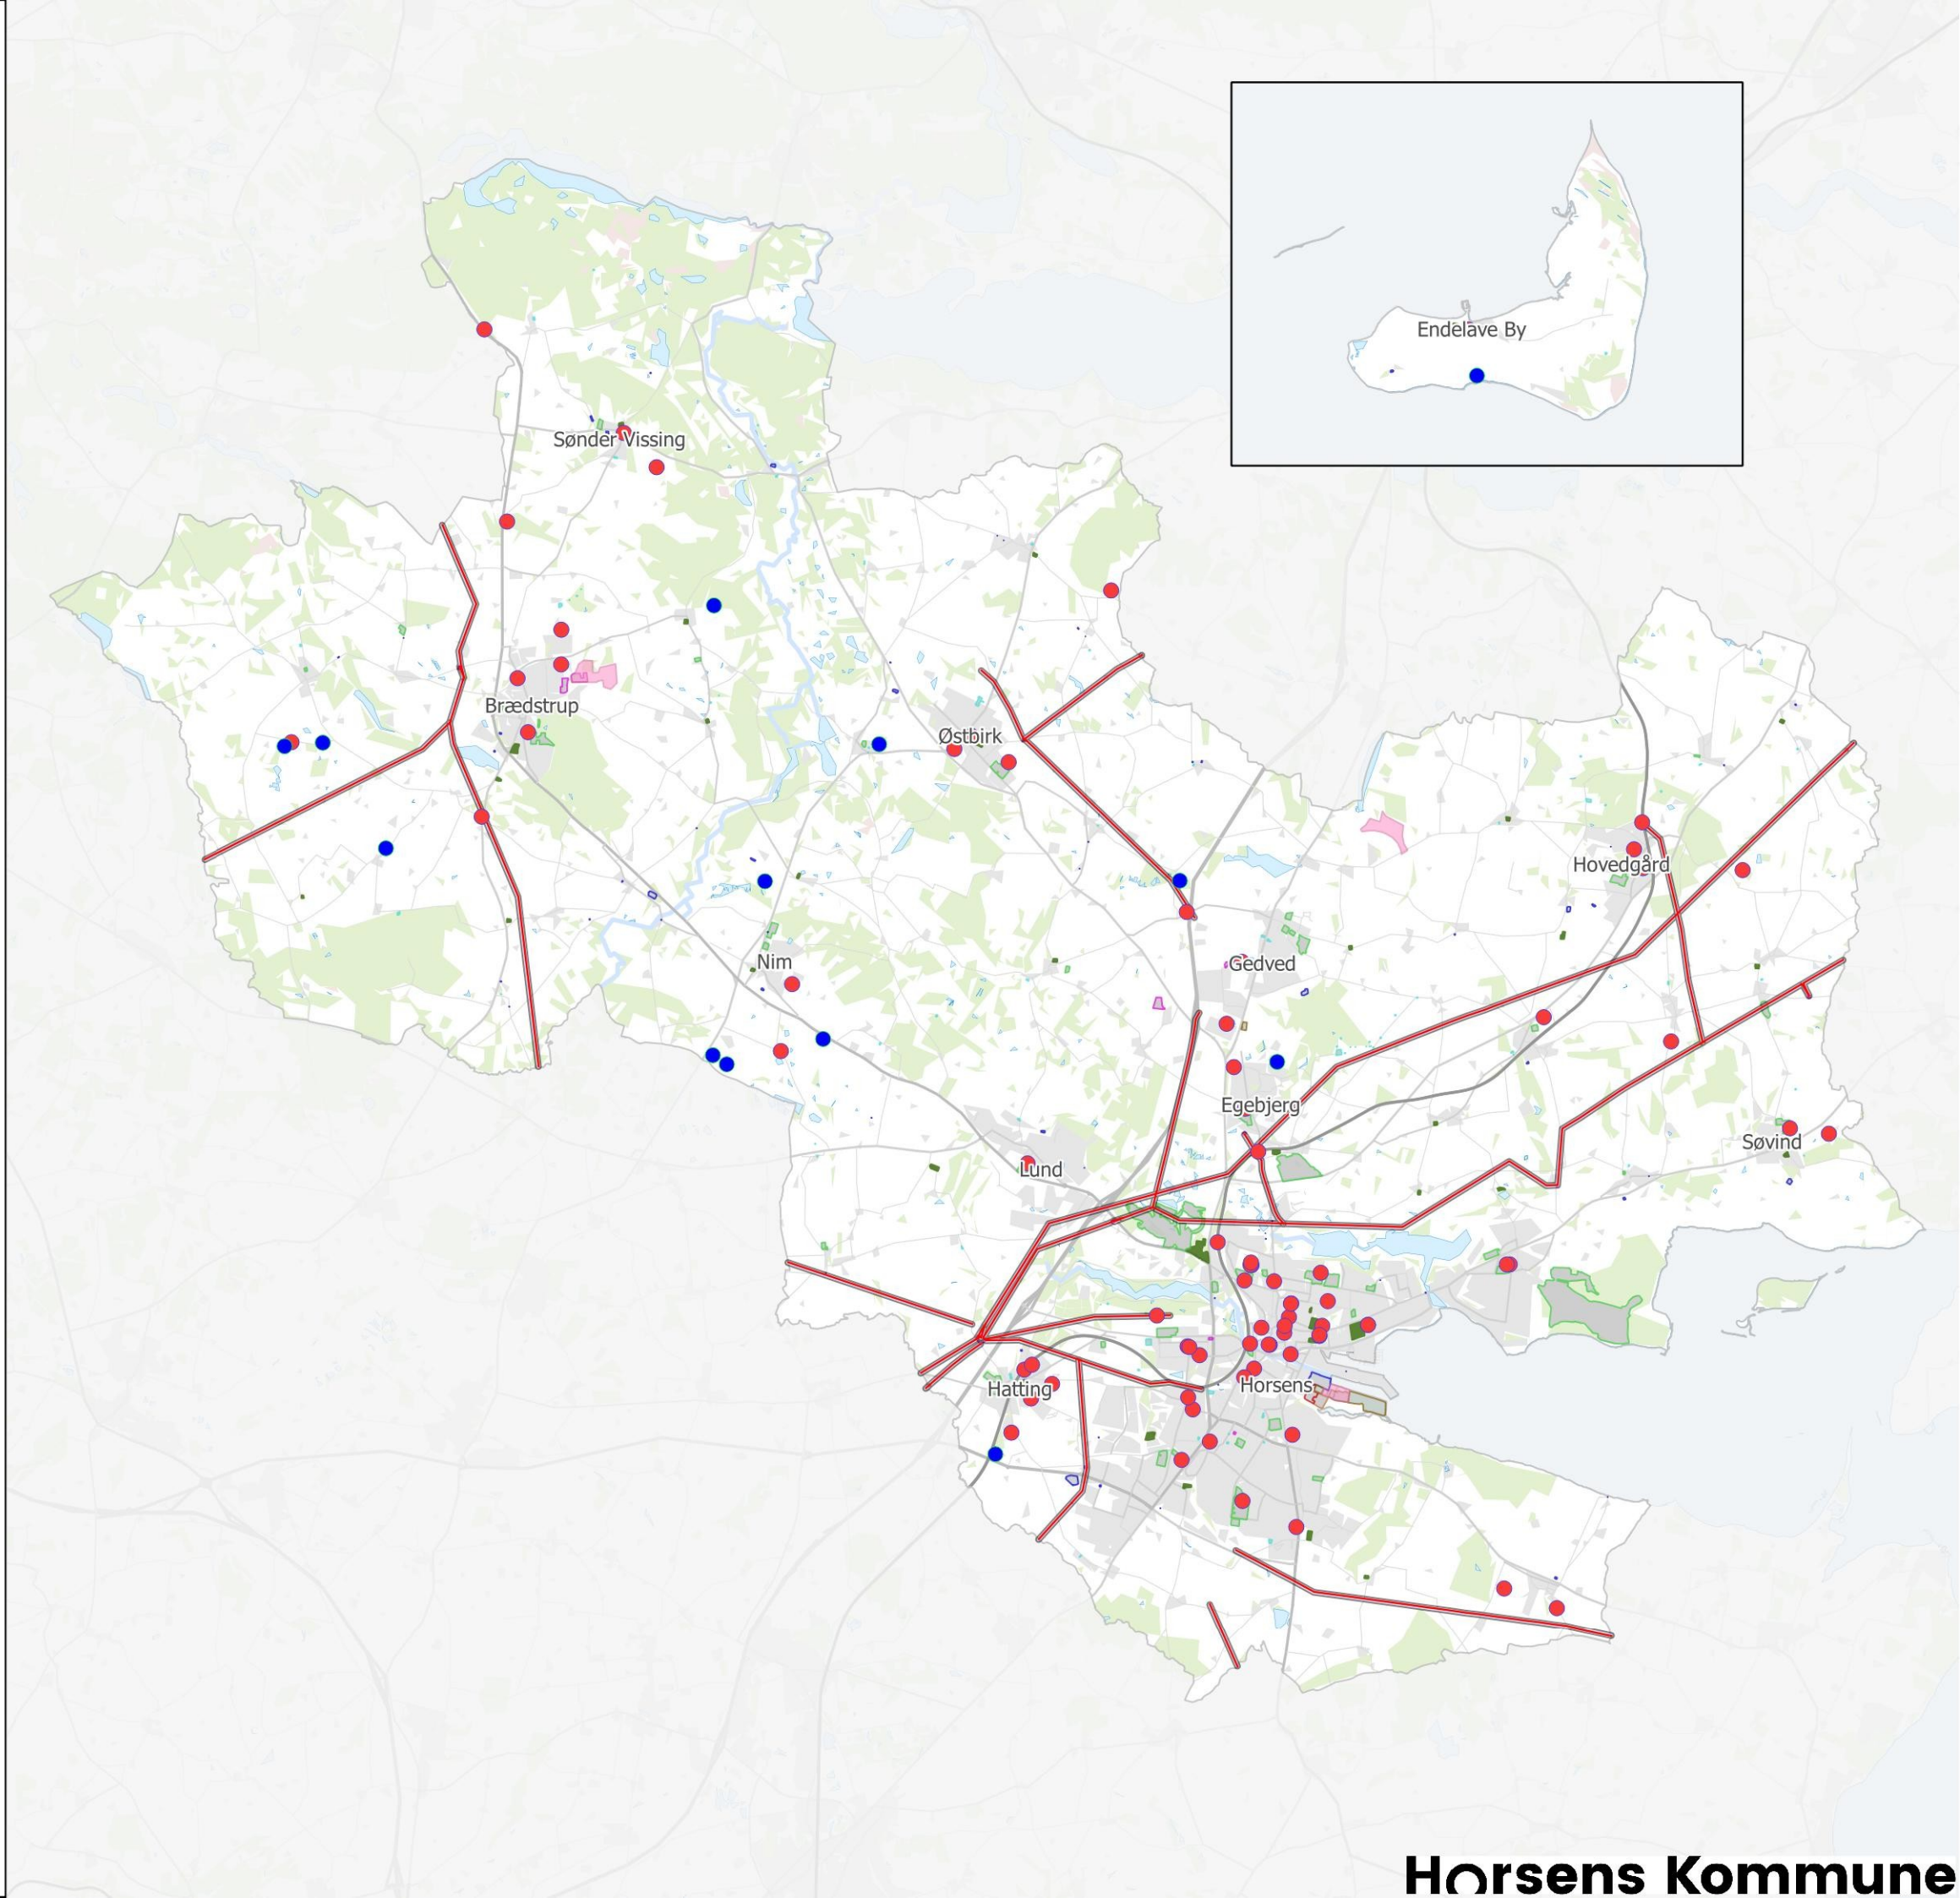 Endelave By
Sønder Vissing
Brædstrup
Østbirk
Hovedgård
Nim
Gedved
Egebjerg
Søvind
Lund
Hatting
Horsens
Horsens Kommune